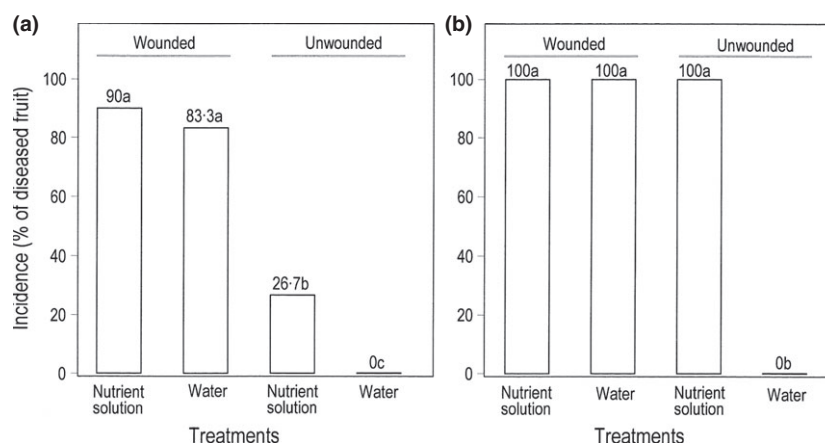 (a)
Wounded Unwounded
Incidence (% of diseased fruit)
100
80
60
40
20
0
90a
83·3a
26·7b
0c
Nutrient solution
Water
Nutrient solution
Water
Treatments
(b)
Wounded Unwounded
100
80
60
40
20
0
100a
100a
100a
0b
Nutrient solution
Water
Nutrient solution
Water
Treatments